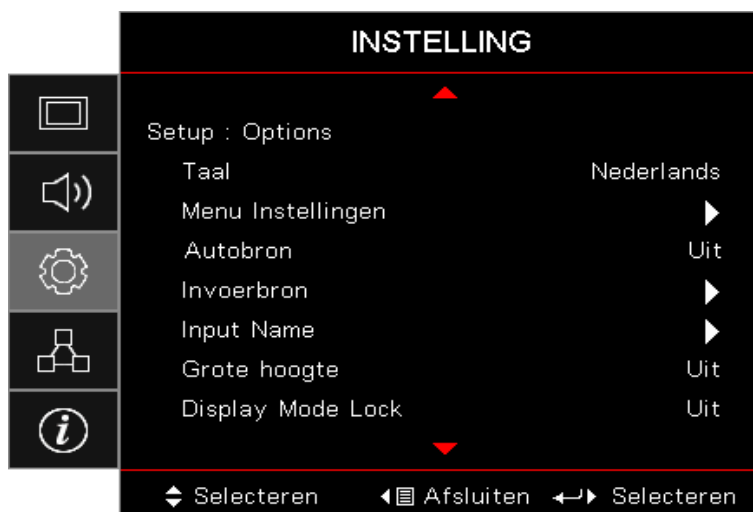 INSTELLING
Setup : Options
Taal Nederlands
Menu Instellingen
Autobron Uit
Invoerbron
Input Name
Grote hoogte Uit
Display Mode Lock Uit
Selecteren Afsluiten Selecteren